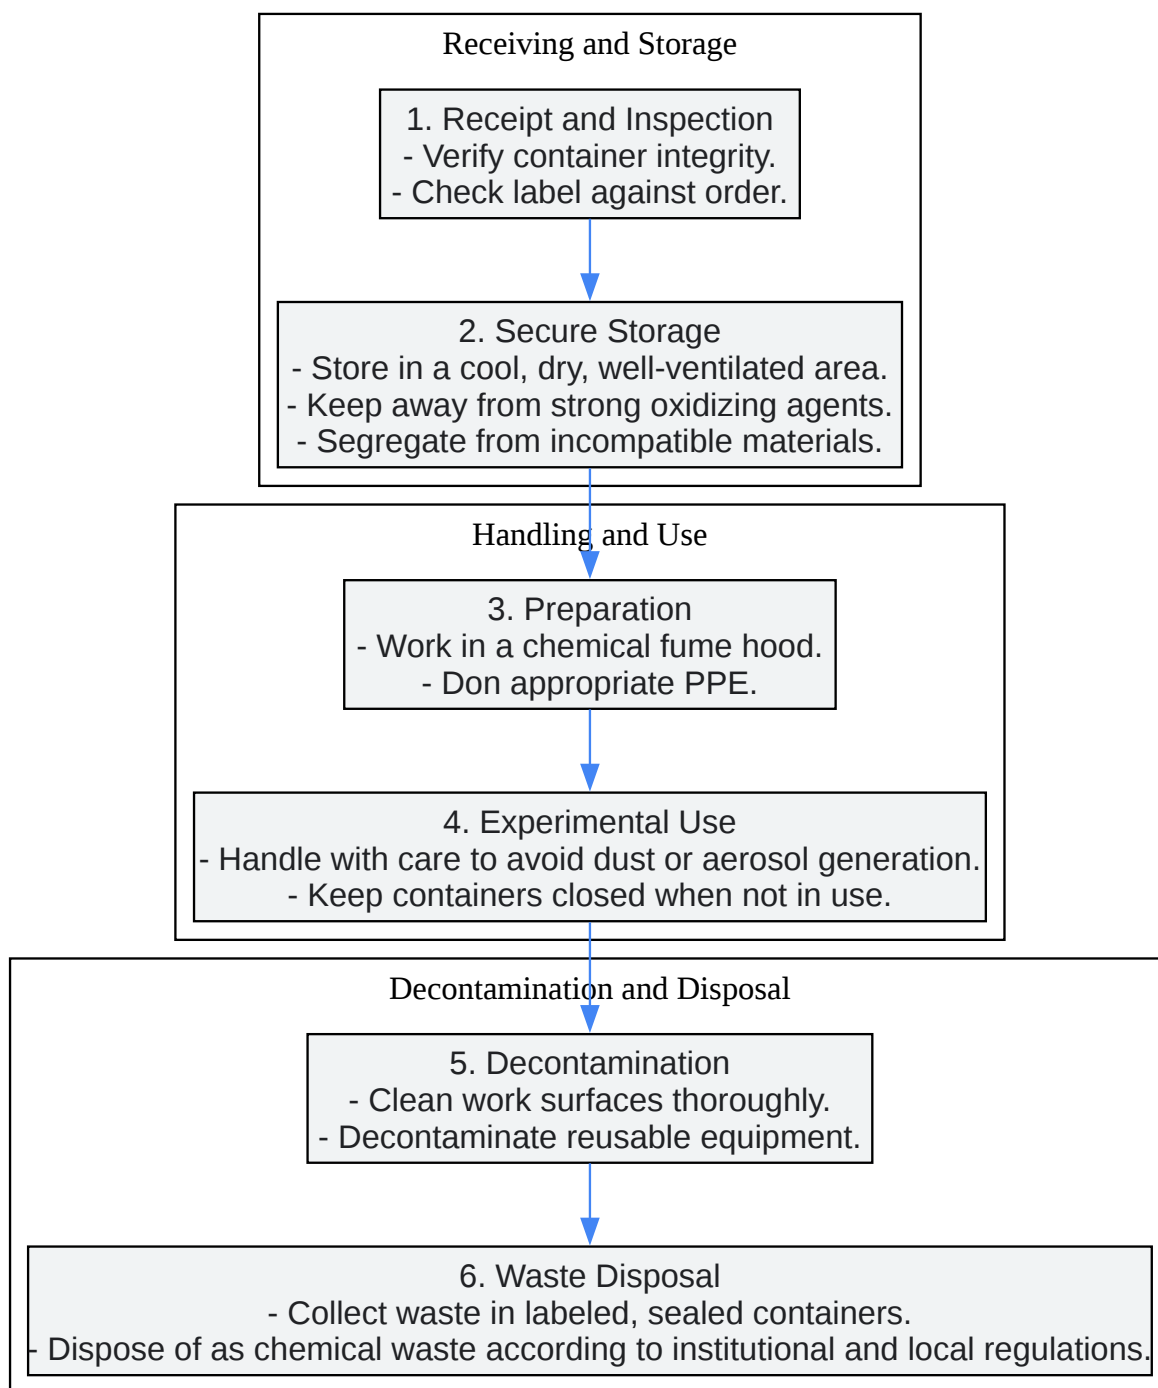 Receiving and Storage
1. Receipt and Inspection
- Verify container integrity.
- Check label against order.
2. Secure Storage
- Store in a cool, dry, well-ventilated area.
- Keep away from strong oxidizing agents.
- Segregate from incompatible materials.
Handling and Use
3. Preparation
- Work in a chemical fume hood.
- Don appropriate PPE.
4. Experimental Use
- Handle with care to avoid dust or aerosol generation.
- Keep containers closed when not in use.
Decontamination and Disposal
5. Decontamination
- Clean work surfaces thoroughly.
- Decontaminate reusable equipment.
6. Waste Disposal
- Collect waste in labeled, sealed containers.
- Dispose of as chemical waste according to institutional and local regulations.